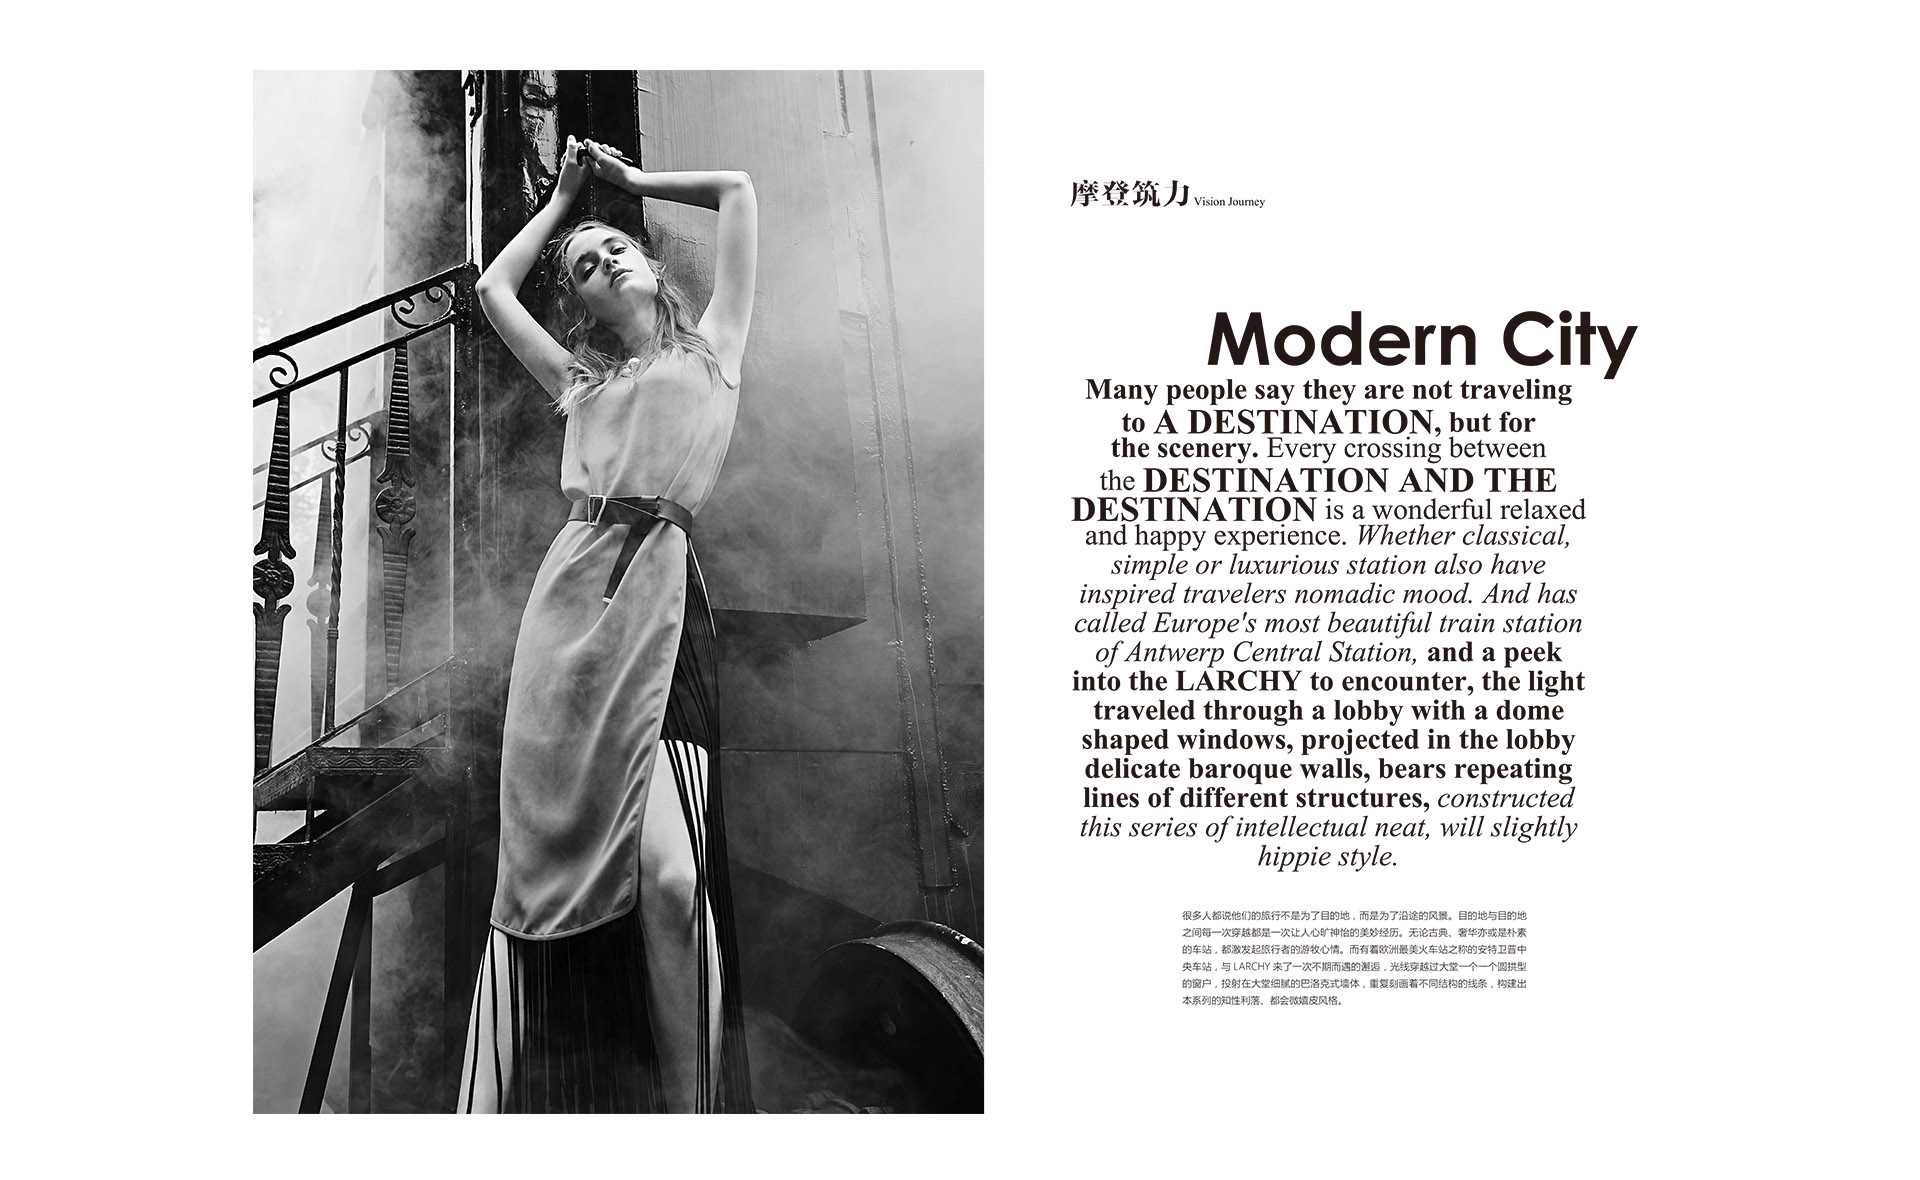 摩登筑力 Vision Journey
Modern City
Many people say they are not traveling
to A DESTINATION, but for
the scenery. Every crossing between
the DESTINATION AND THE
DESTINATION is a wonderful relaxed
and happy experience. Whether classical,
simple or luxurious station also have
inspired travelers nomadic mood. And has
called Europe's most beautiful train station
of Antwerp Central Station, and a peek
into the LARCHY to encounter, the light
traveled through a lobby with a dome
shaped windows, projected in the lobby
delicate baroque walls, bears repeating
lines of different structures, constructed
this series of intellectual neat, will slightly
hippie style.
很多人都说他们的旅行不是为了目的地，而是为了沿途的风景。目的地与目的地
之间每一次穿越都是一次让人心旷神怡的美妙经历。无论古典、奢华亦或是朴素
的车站，都激发起旅行者的游牧心情。而有着欧洲最美火车站之称的安特卫普中
央车站，与 LARCHY 来了一次不期而遇的邂逅，光线穿越过大堂一个一个圆拱型
的窗户，投射在大堂细腻的巴洛克式墙体，重复刻画着不同结构的线条，构建出
本系列的知性利落、都会微嬉皮风格。